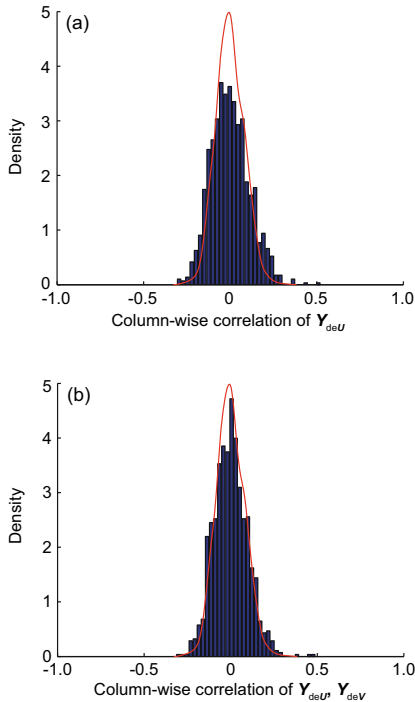 (a)
5
4
3
2
1
0
Density
-1.0 -0.5 0 0.5 1.0
Column-wise correlation of Y_deU
(b)
5
4
3
2
1
0
Density
-1.0 -0.5 0 0.5 1.0
Column-wise correlation of Y_deU, Y_deV